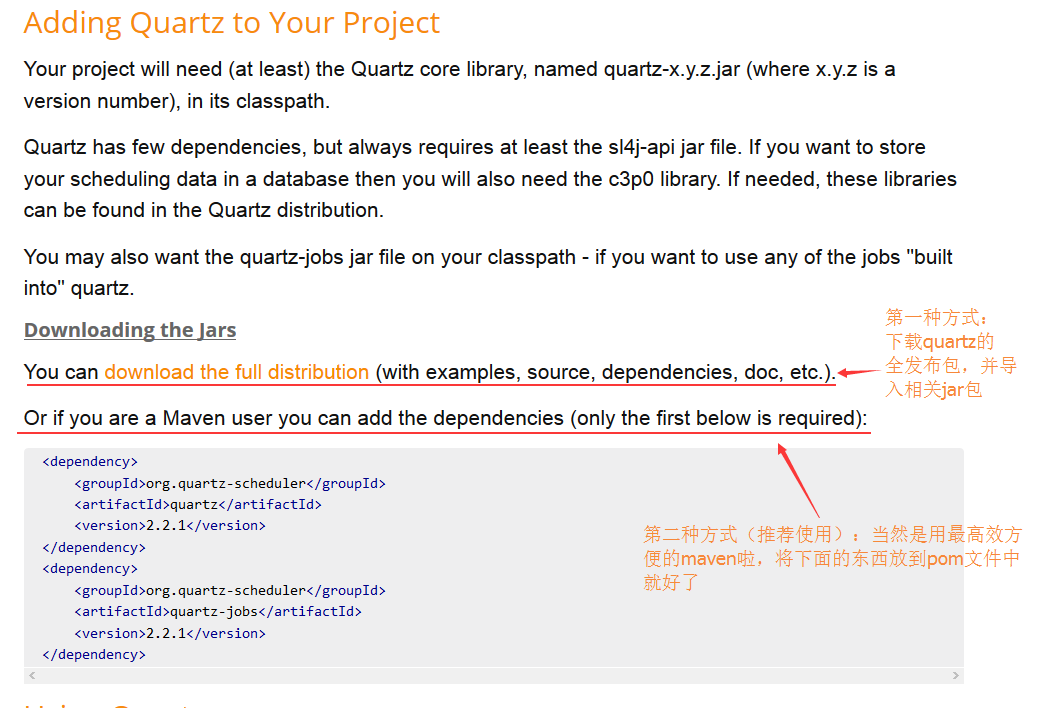 Adding Quartz to Your Project
Your project will need (at least) the Quartz core library, named quartz-x.y.z.jar (where x.y.z is a
version number), in its classpath.
Quartz has few dependencies, but always requires at least the sl4j-api jar file. If you want to store
your scheduling data in a database then you will also need the c3p0 library. If needed, these libraries
can be found in the Quartz distribution.
You may also want the quartz-jobs jar file on your classpath - if you want to use any of the jobs "built
into" quartz.
Downloading the Jars
You can download the full distribution (with examples, source, dependencies, doc, etc.).
第一种方式：
下载quartz的
全发布包，并导
入相关jar包
Or if you are a Maven user you can add the dependencies (only the first below is required):
<dependency>
<groupId>org.quartz-scheduler</groupId>
<artifactId>quartz</artifactId>
<version>2.2.1</version>
</dependency>
<dependency>
<groupId>org.quartz-scheduler</groupId>
<artifactId>quartz-jobs</artifactId>
<version>2.2.1</version>
</dependency>
第二种方式（推荐使用）：当然是用最高效方
便的maven啦，将下面的东西放到pom文件中
就好了